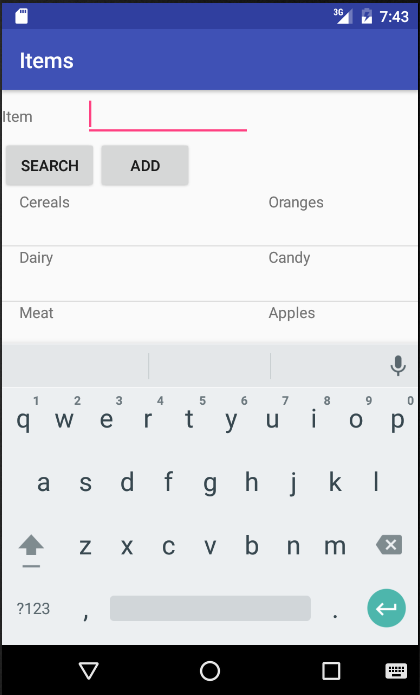 3G 7:43
Items
Item
SEARCH ADD
Cereals Oranges
Dairy Candy
Meat Apples
1 2 3 4 5 6 7 8 9 0
q w e r t y u i o p
a s d f g h j k l
z x c v b n m
?123 , .